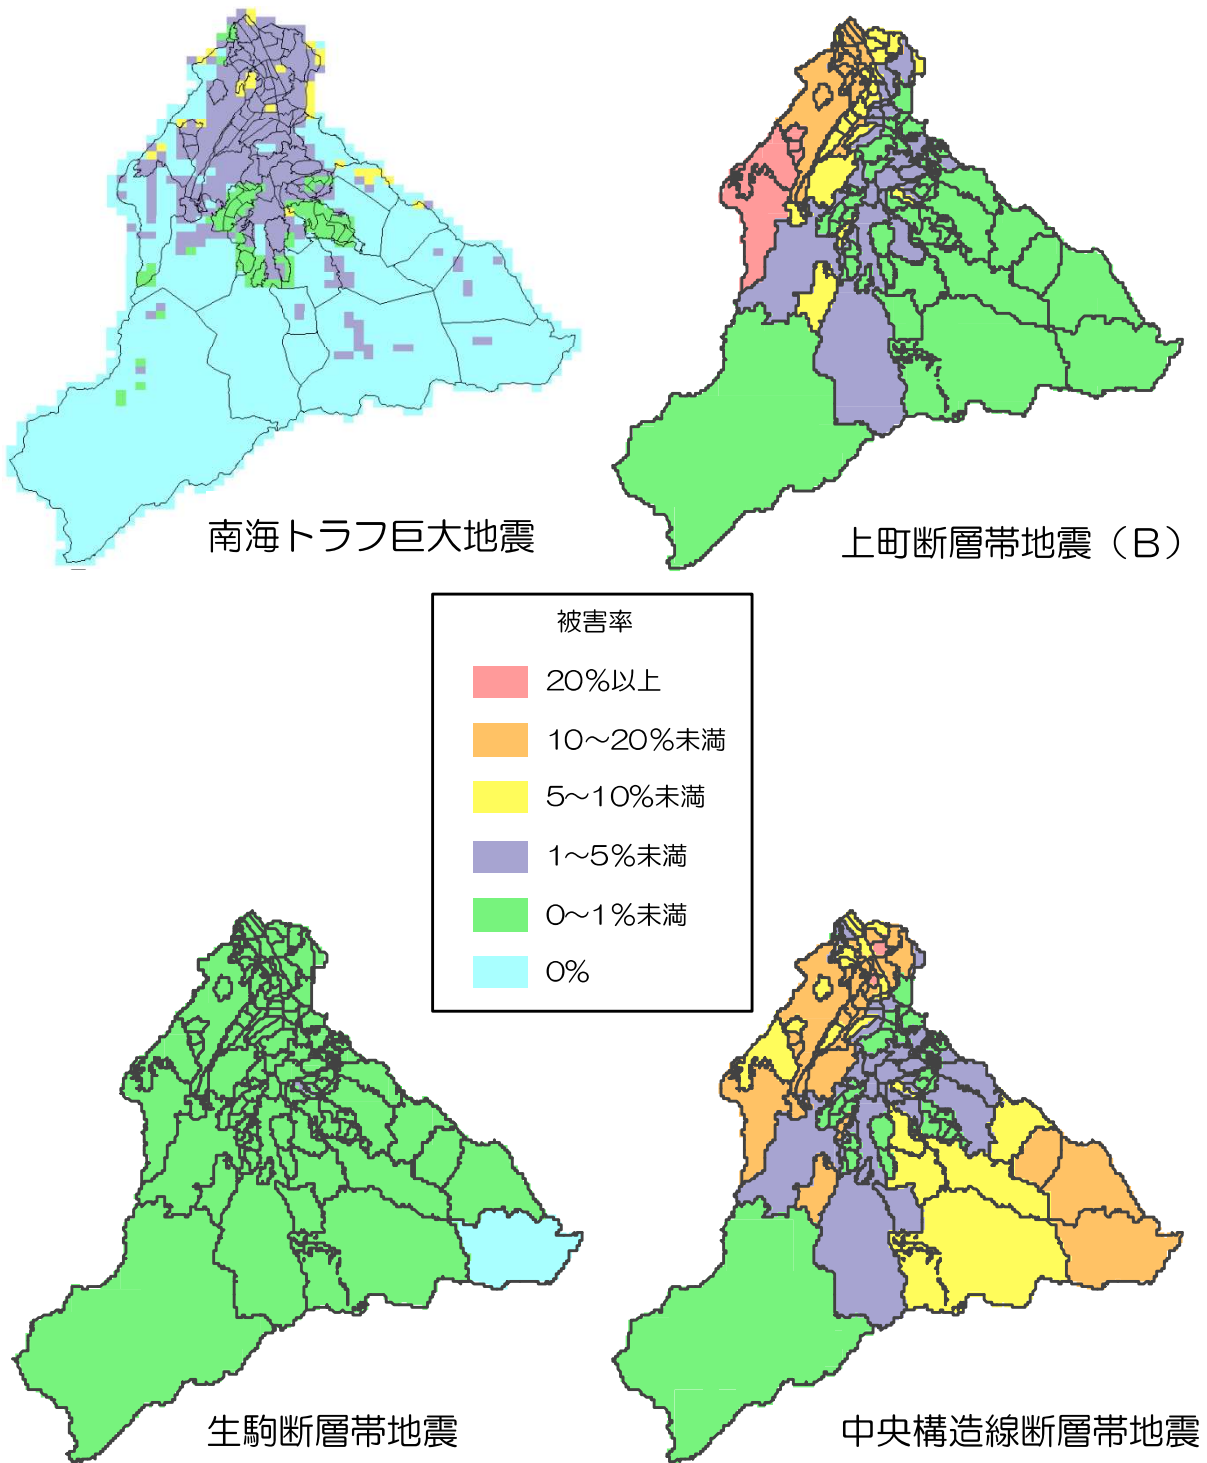 南海トラフ巨大地震
上町断層帯地震（B）
被害率
20%以上
10～20%未満
5～10%未満
1～5%未満
0～1%未満
0%
生駒断層帯地震
中央構造線断層帯地震